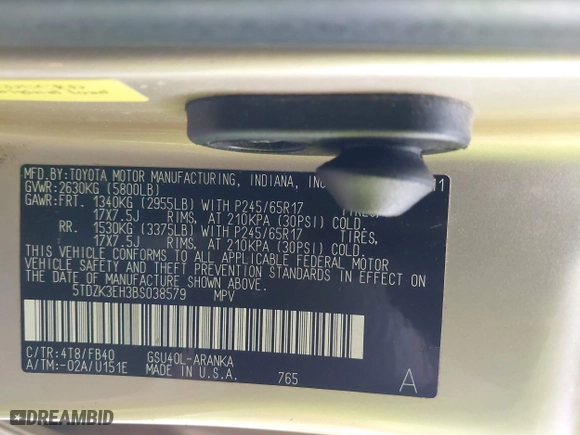 MFD.BY:TOYOTA MOTOR MANUFACTURING, INDIANA, INC 11
GVWR:2630KG (5800LB)
GAWR:FRT. 1340KG (2955LB) WITH P245/65R17 TIRES,
17X7.5J RIMS, AT 210KPA (30PSI) COLD.
RR. 1530KG (3375LB) WITH P245/65R17 TIRES,
17X7.5J RIMS, AT 210KPA (30PSI) COLD.
THIS VEHICLE CONFORMS TO ALL APPLICABLE FEDERAL MOTOR
VEHICLE SAFETY AND THEFT PREVENTION STANDARDS IN EFFECT
ON THE DATE OF MANUFACTURE SHOWN ABOVE.
5TDZK3EH3BS038579 MPV
C/TR:4T8/FB40 GSU40L-ARANKA
A/TM:-02A/U151E MADE IN U.S.A. 765 A
DREAMBID